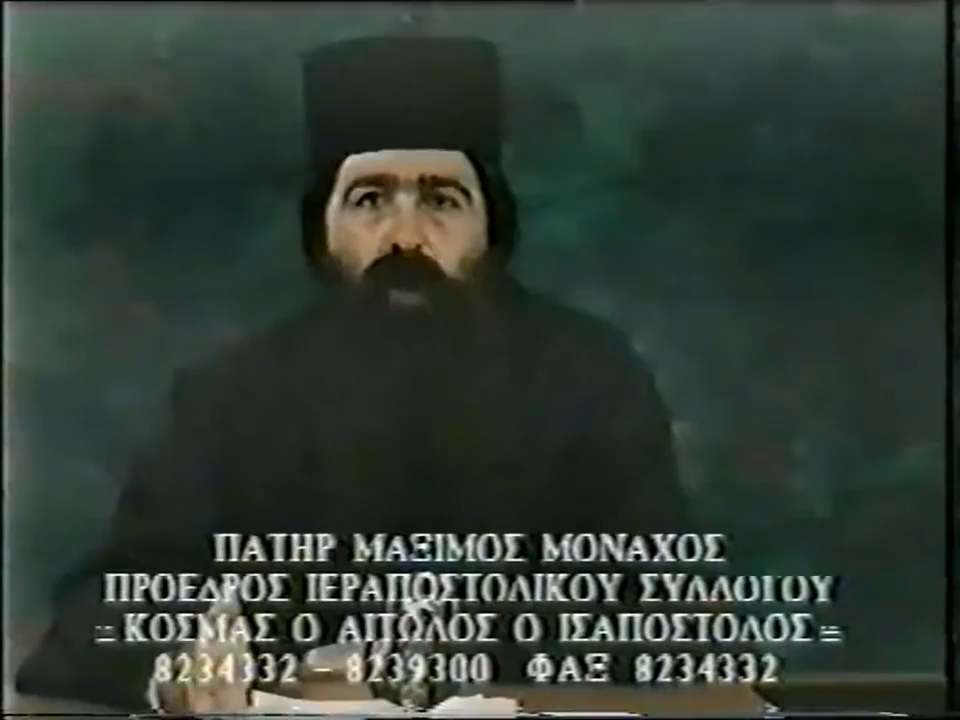 ΠΑΤΗΡ ΜΑΞΙΜΟΣ ΜΟΝΑΧΟΣ
ΠΡΟΕΔΡΟΣ ΙΕΡΑΠΟΣΤΟΛΙΚΟΥ ΣΥΛΛΟΓΟΥ
=ΚΟΣΜΑΣ Ο ΑΙΤΩΛΟΣ Ο ΙΣΑΠΟΣΤΟΛΟΣ=
8234332 - 8239300 ΦΑΞ 8234332